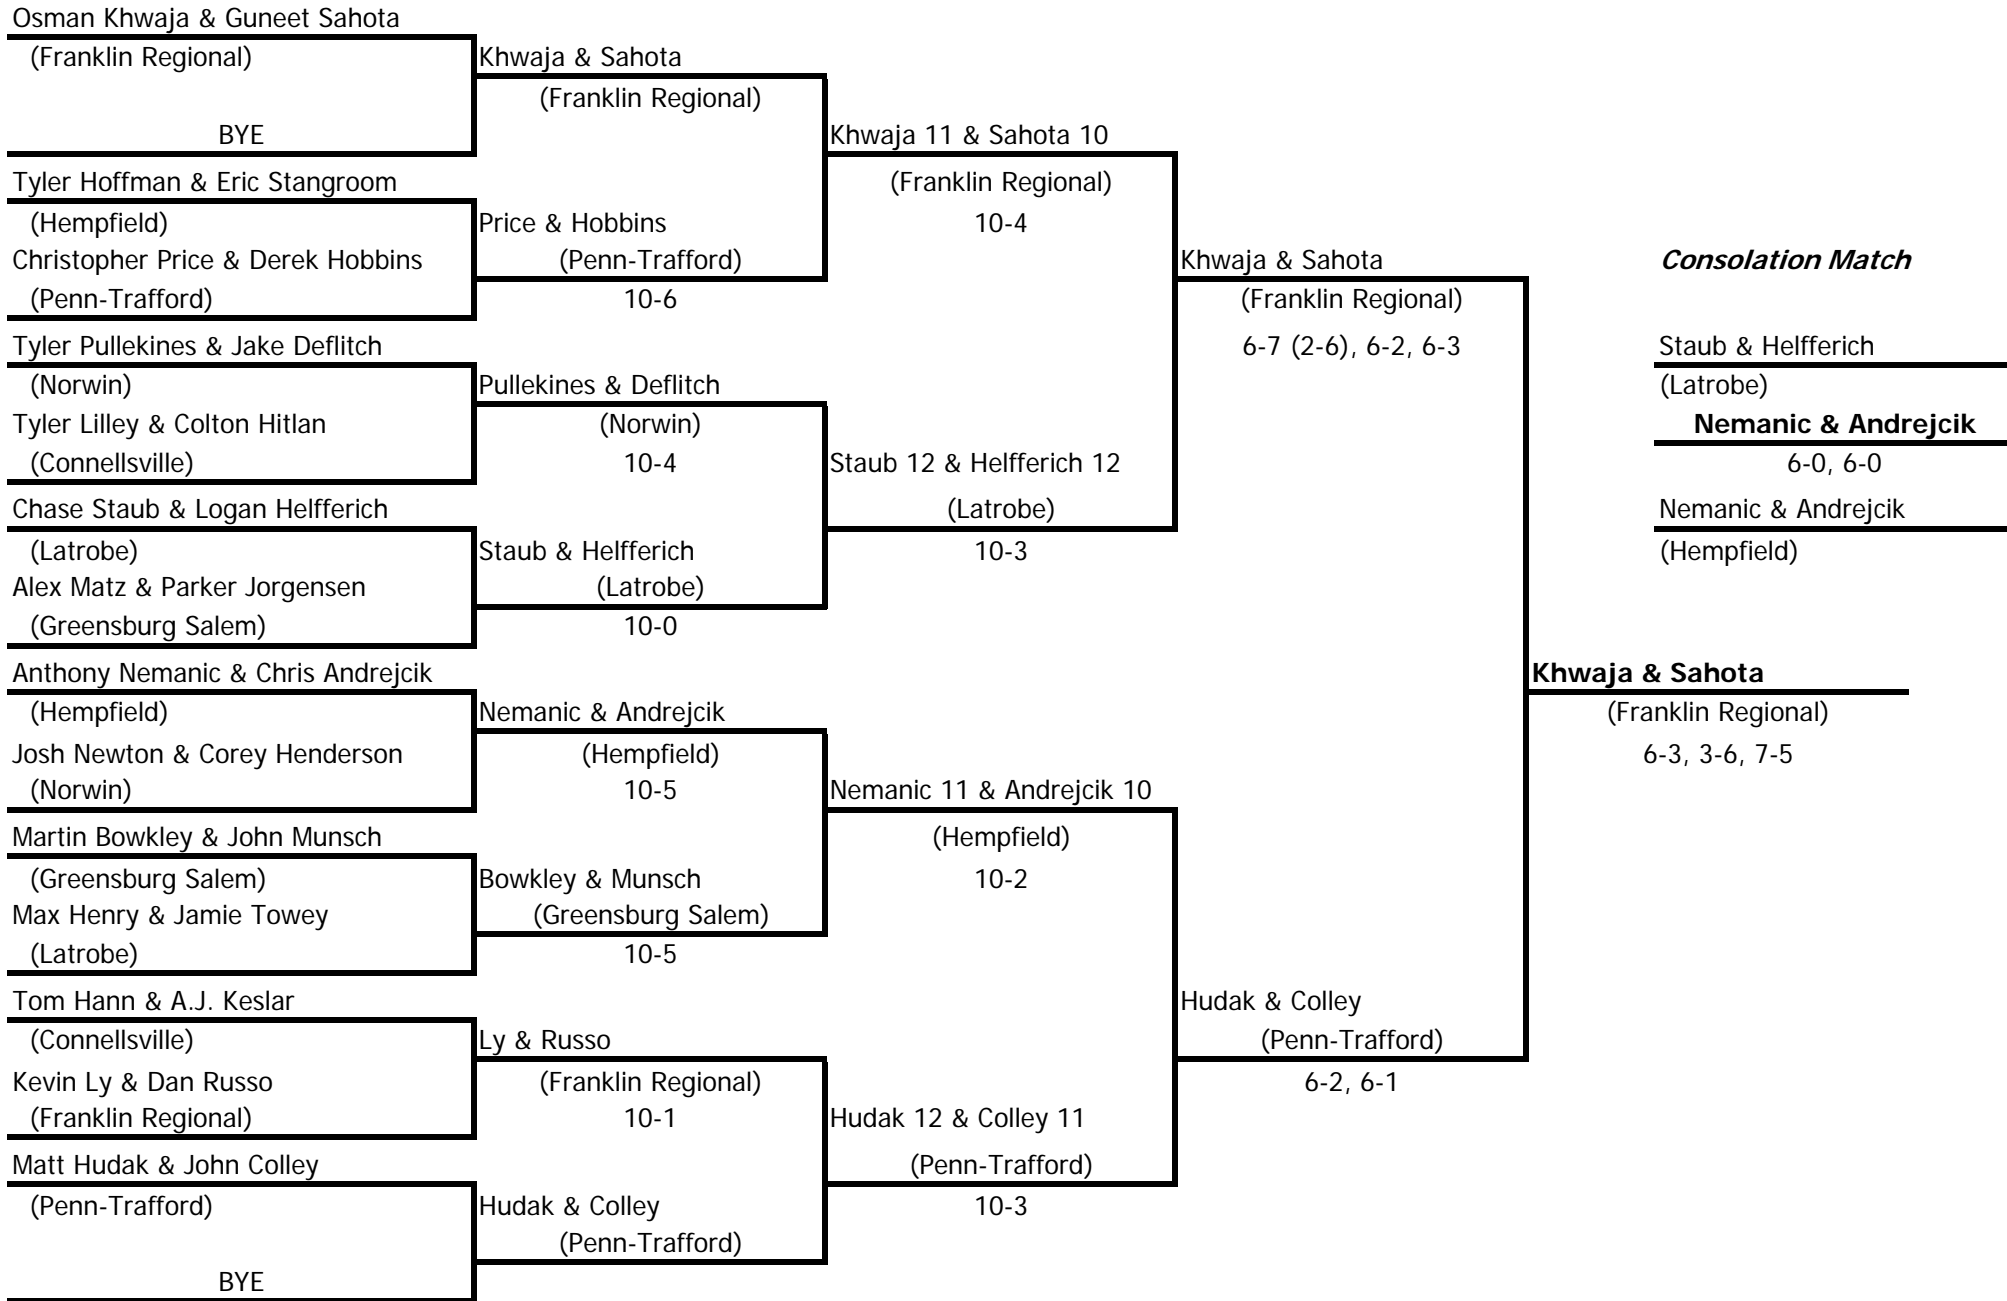 Osman Khwaja & Guneet Sahota
(Franklin Regional)
BYE
Tyler Hoffman & Eric Stangroom
(Hempfield)
Christopher Price & Derek Hobbins
(Penn-Trafford)
Tyler Pullekines & Jake Deflitch
(Norwin)
Tyler Lilley & Colton Hitlan
(Connellsville)
Chase Staub & Logan Helfferich
(Latrobe)
Alex Matz & Parker Jorgensen
(Greensburg Salem)
Anthony Nemanic & Chris Andrejcik
(Hempfield)
Josh Newton & Corey Henderson
(Norwin)
Martin Bowkley & John Munsch
(Greensburg Salem)
Max Henry & Jamie Towey
(Latrobe)
Tom Hann & A.J. Keslar
(Connellsville)
Kevin Ly & Dan Russo
(Franklin Regional)
Matt Hudak & John Colley
(Penn-Trafford)
BYE
Khwaja & Sahota
(Franklin Regional)
Price & Hobbins
(Penn-Trafford)
10-6
Pullekines & Deflitch
(Norwin)
10-4
Staub & Helfferich
(Latrobe)
10-0
Nemanic & Andrejcik
(Hempfield)
10-5
Bowkley & Munsch
(Greensburg Salem)
10-5
Ly & Russo
(Franklin Regional)
10-1
Hudak & Colley
(Penn-Trafford)
Khwaja 11 & Sahota 10
(Franklin Regional)
10-4
Staub 12 & Helfferich 12
(Latrobe)
10-3
Nemanic 11 & Andrejcik 10
(Hempfield)
10-2
Hudak 12 & Colley 11
(Penn-Trafford)
10-3
Khwaja & Sahota
(Franklin Regional)
6-7 (2-6), 6-2, 6-3
Hudak & Colley
(Penn-Trafford)
6-2, 6-1
Khwaja & Sahota
(Franklin Regional)
6-3, 3-6, 7-5
Consolation Match
Staub & Helfferich
(Latrobe)
Nemanic & Andrejcik
6-0, 6-0
Nemanic & Andrejcik
(Hempfield)